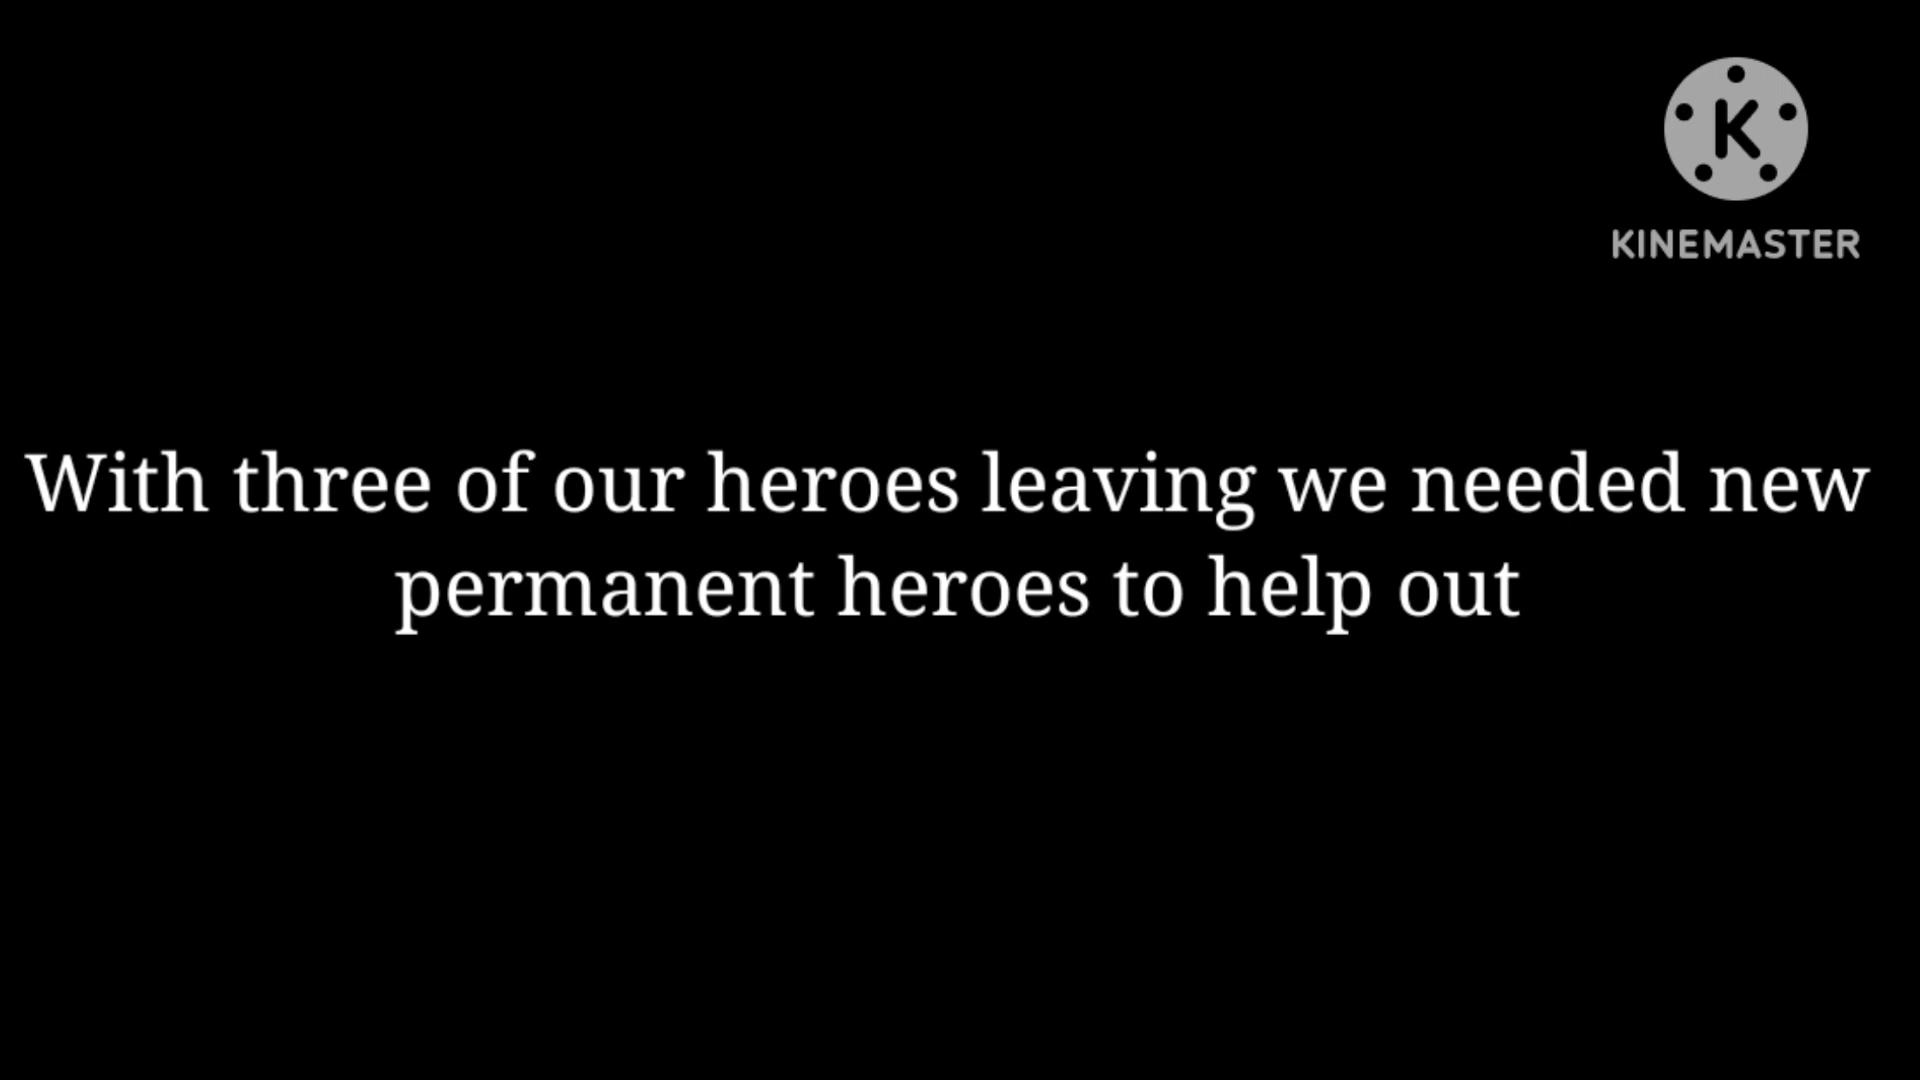 K
KINEMASTER
With three of our heroes leaving we needed new
permanent heroes to help out